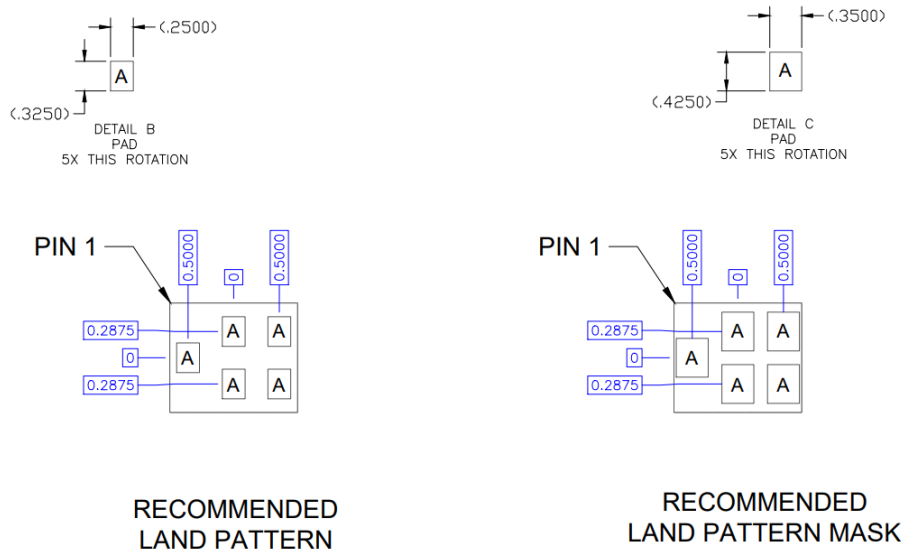 (.2500)
A
(.3250)
DETAIL B
PAD
5X THIS ROTATION
(.3500)
A
(.4250)
DETAIL C
PAD
5X THIS ROTATION
PIN 1
0.5000
0
0.5000
0.2875
A
A
0
A
0.2875
A
A
RECOMMENDED
LAND PATTERN
PIN 1
0.5000
0
0.5000
0.2875
A
A
0
A
0.2875
A
A
RECOMMENDED
LAND PATTERN MASK